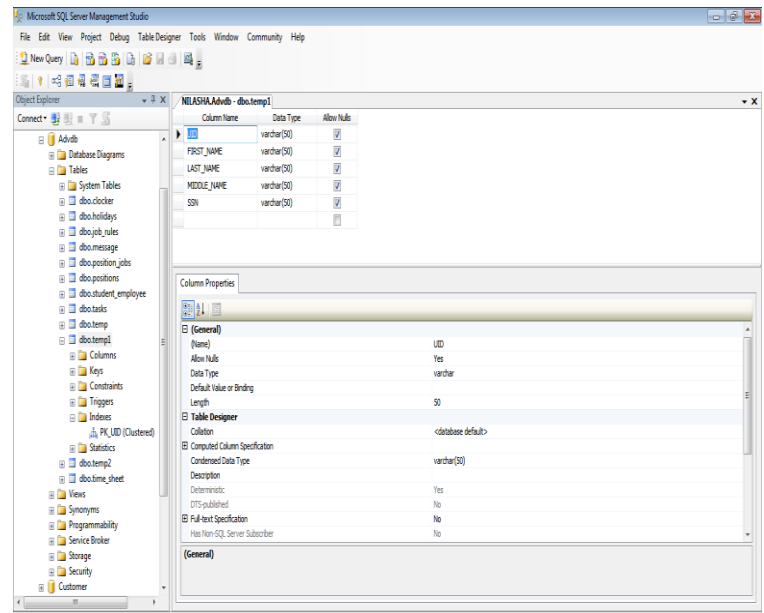 Microsoft SQL Server Management Studio
File Edit View Project Debug Table Designer Tools Window Community Help
New Query
Object Explorer
Connect
Advdb
Database Diagrams
Tables
System Tables
dbo.clocker
dbo.holidays
dbo.job_rules
dbo.message
dbo.position_jobs
dbo.positions
dbo.student_employee
dbo.tasks
dbo.temp
dbo.temp1
Columns
Keys
Constraints
Triggers
Indexes
PK_UID (Clustered)
Statistics
dbo.temp2
dbo.time_sheet
Views
Synonyms
Programmability
Service Broker
Storage
Security
Customer
NILASHA.Advdb - dbo.temp1
Column Name Data Type Allow Nulls
UID varchar(50)
FIRST_NAME varchar(50)
LAST_NAME varchar(50)
MIDDLE_NAME varchar(50)
SSN varchar(50)
Column Properties
(General)
(Name) UID
Allow Nulls Yes
Data Type varchar
Default Value or Binding
Length 50
Table Designer
Collation <database default>
Computed Column Specification
Condensed Data Type varchar(50)
Description
Deterministic Yes
DTS-published No
Full-text Specification No
Has Non-SQL Server Subscriber No
(General)